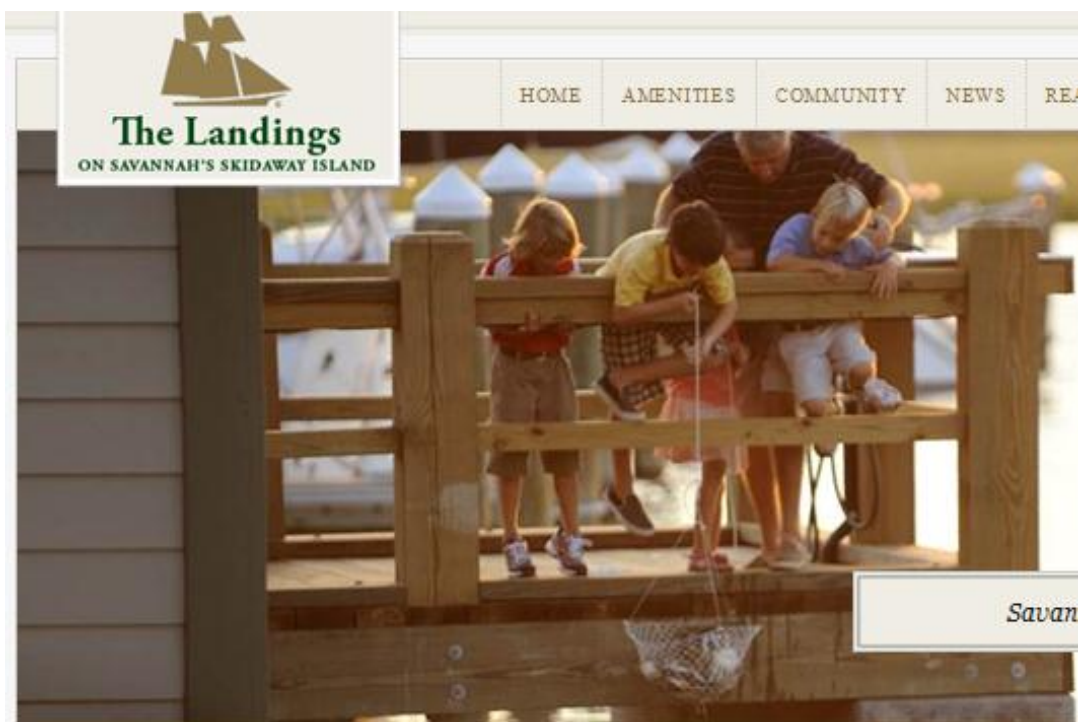 The Landings
ON SAVANNAH'S SKIDAWAY ISLAND
HOME AMENITIES COMMUNITY NEWS